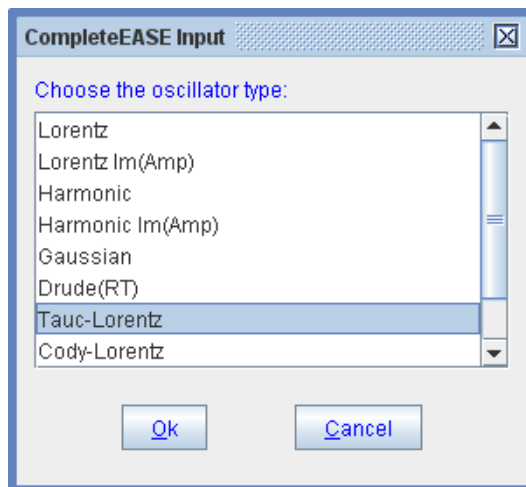 CompleteEASE Input
Choose the oscillator type:
Lorentz
Lorentz Im(Amp)
Harmonic
Harmonic Im(Amp)
Gaussian
Drude(RT)
Tauc-Lorentz
Cody-Lorentz
Ok Cancel